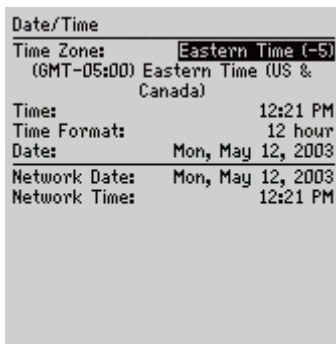 Date/Time
Time Zone: Eastern Time (-5)
(GMT-05:00) Eastern Time (US &
Canada)
Time: 12:21 PM
Time Format: 12 hour
Date: Mon, May 12, 2003
Network Date: Mon, May 12, 2003
Network Time: 12:21 PM